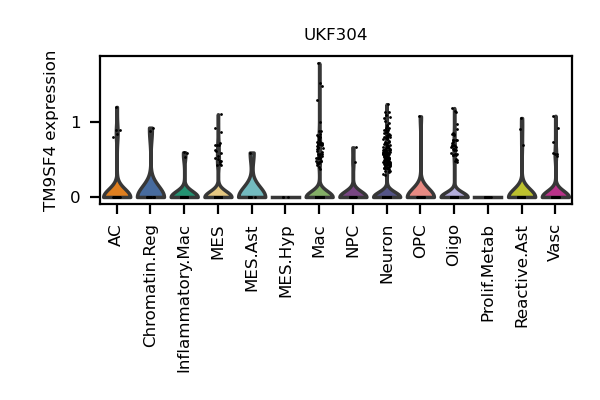 UKF304
TM9SF4 expression
1
0
AC
Chromatin.Reg
Inflammatory.Mac
MES
MES.Ast
MES.Hyp
Mac
NPC
Neuron
OPC
Oligo
Prolif.Metab
Reactive.Ast
Vasc